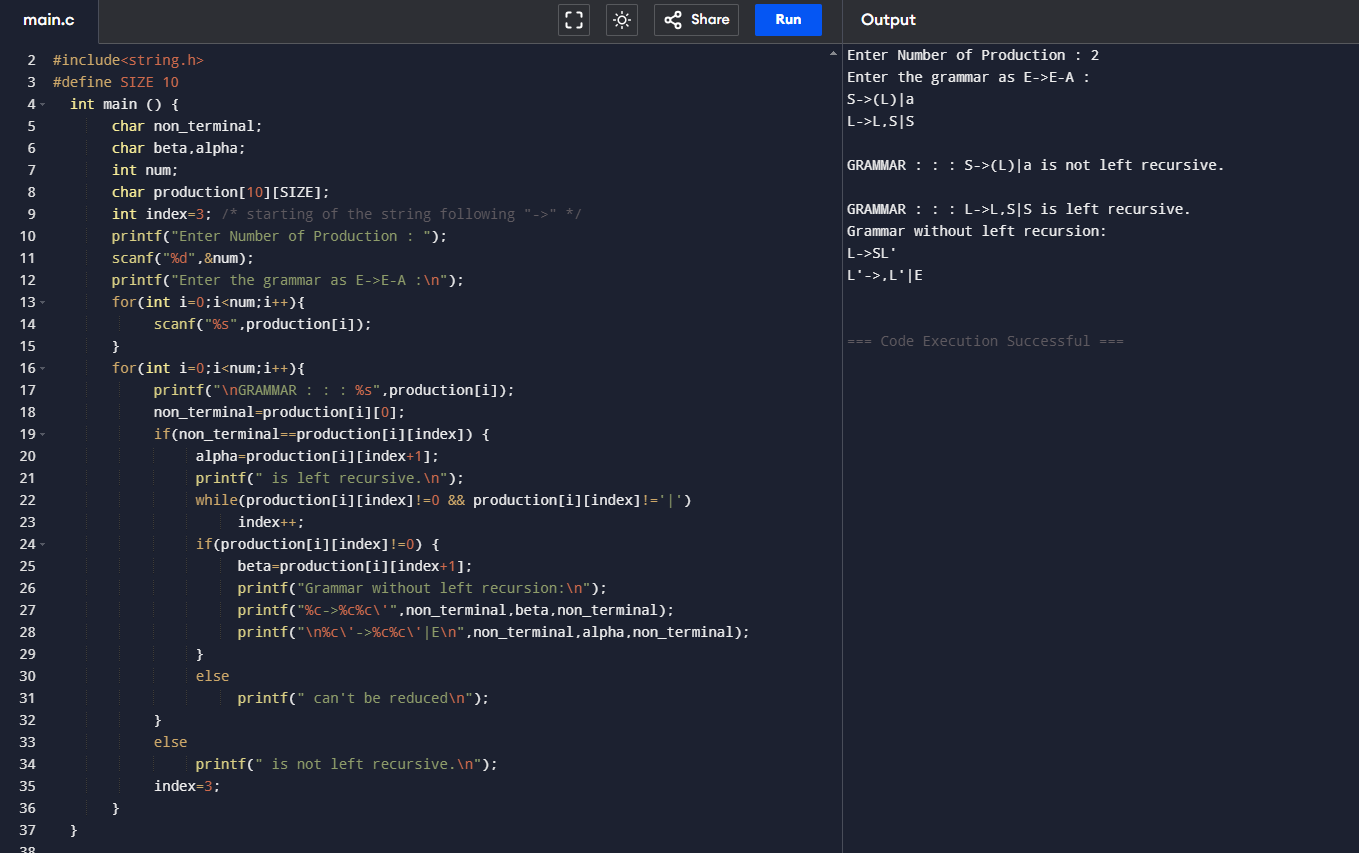 main.c
Share
Run
Output
2 #include<string.h>
3 #define SIZE 10
4 int main () {
5 char non_terminal;
6 char beta,alpha;
7 int num;
8 char production[10][SIZE];
9 int index=3; /* starting of the string following "->" */
10 printf("Enter Number of Production : ");
11 scanf("%d",&num);
12 printf("Enter the grammar as E->E-A :\n");
13 for(int i=0;i<num;i++){
14 scanf("%s",production[i]);
15 }
16 for(int i=0;i<num;i++){
17 printf("\nGRAMMAR : : : %s",production[i]);
18 non_terminal=production[i][0];
19 if(non_terminal==production[i][index]) {
20 alpha=production[i][index+1];
21 printf(" is left recursive.\n");
22 while(production[i][index]!=0 && production[i][index]!='|')
23 index++;
24 if(production[i][index]!=0) {
25 beta=production[i][index+1];
26 printf("Grammar without left recursion:\n");
27 printf("%c->%c%c\'",non_terminal,beta,non_terminal);
28 printf("\n%c\'->%c%c\'|E\n",non_terminal,alpha,non_terminal);
29 }
30 else
31 printf(" can't be reduced\n");
32 }
33 else
34 printf(" is not left recursive.\n");
35 index=3;
36 }
37 }
38
Enter Number of Production : 2
Enter the grammar as E->E-A :
S->(L)|a
L->L,S|S
GRAMMAR : : : S->(L)|a is not left recursive.
GRAMMAR : : : L->L,S|S is left recursive.
Grammar without left recursion:
L->SL'
L'->,L'|E
=== Code Execution Successful ===